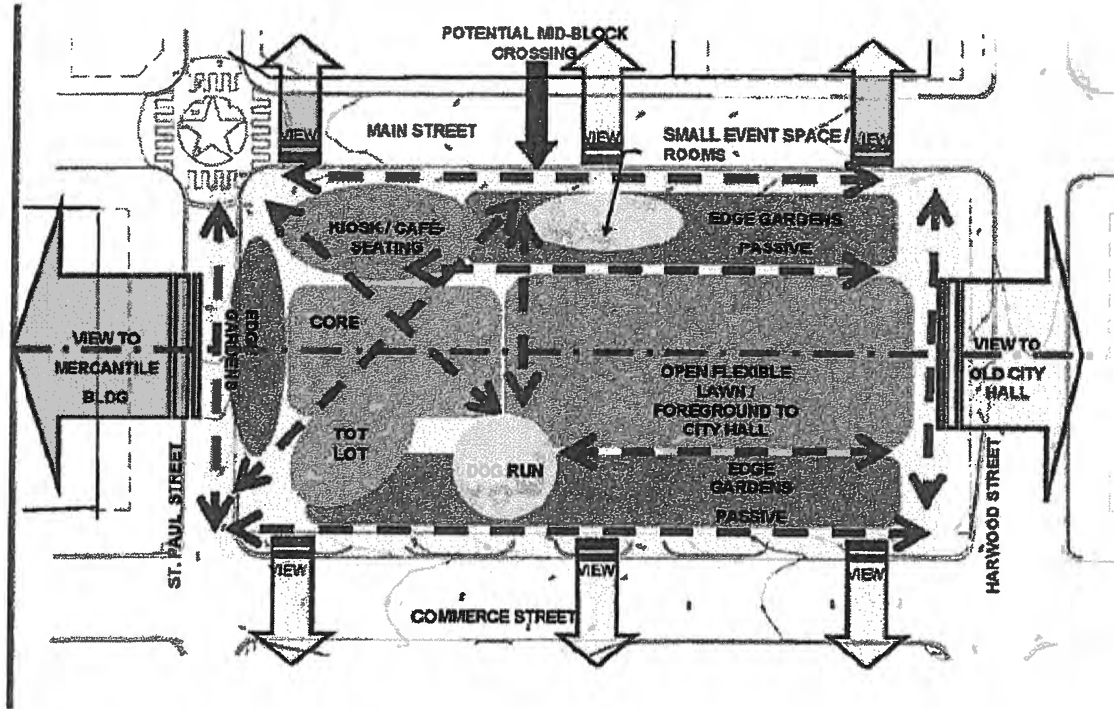 POTENTIAL MID-BLOCK
CROSSING
VIEW
VIEW
VIEW
MAIN STREET
SMALL EVENT SPACE /
ROOMS
KIOSK / CAFE-
SEATING
EDGE GARDENS
PASSIVE
EDGE
GARDENS
CORE
VIEW TO
MERCANTILE
BLDG
VIEW TO
OLD CITY
HALL
OPEN FLEXIBLE
LAWN /
FOREGROUND TO
CITY HALL
TOT
LOT
DOG RUN
EDGE
GARDENS
PASSIVE
ST. PAUL STREET
HARWOOD STREET
VIEW
VIEW
VIEW
COMMERCE STREET